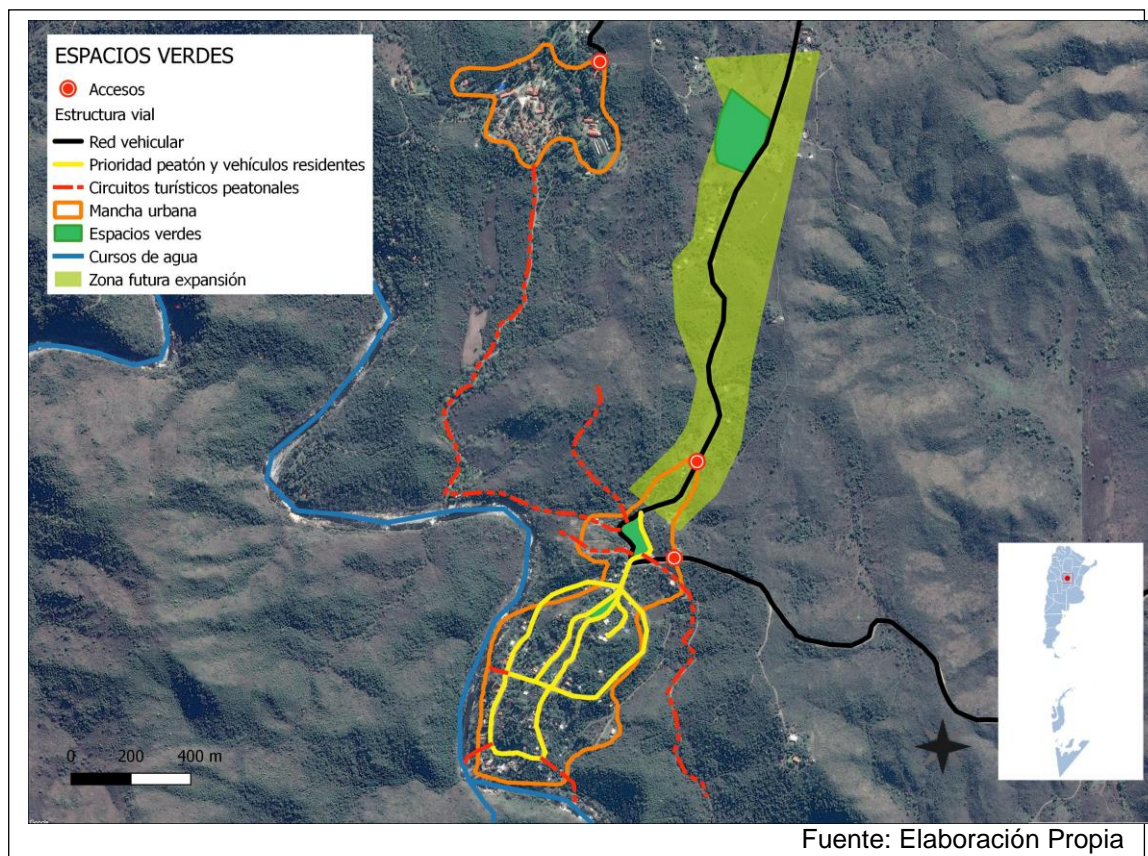 ESPACIOS VERDES
Accesos
Estructura vial
Red vehicular
Prioridad peatón y vehículos residentes
Circuitos turísticos peatonales
Mancha urbana
Espacios verdes
Cursos de agua
Zona futura expansión
0 200 400 m
Fuente: Elaboración Propia